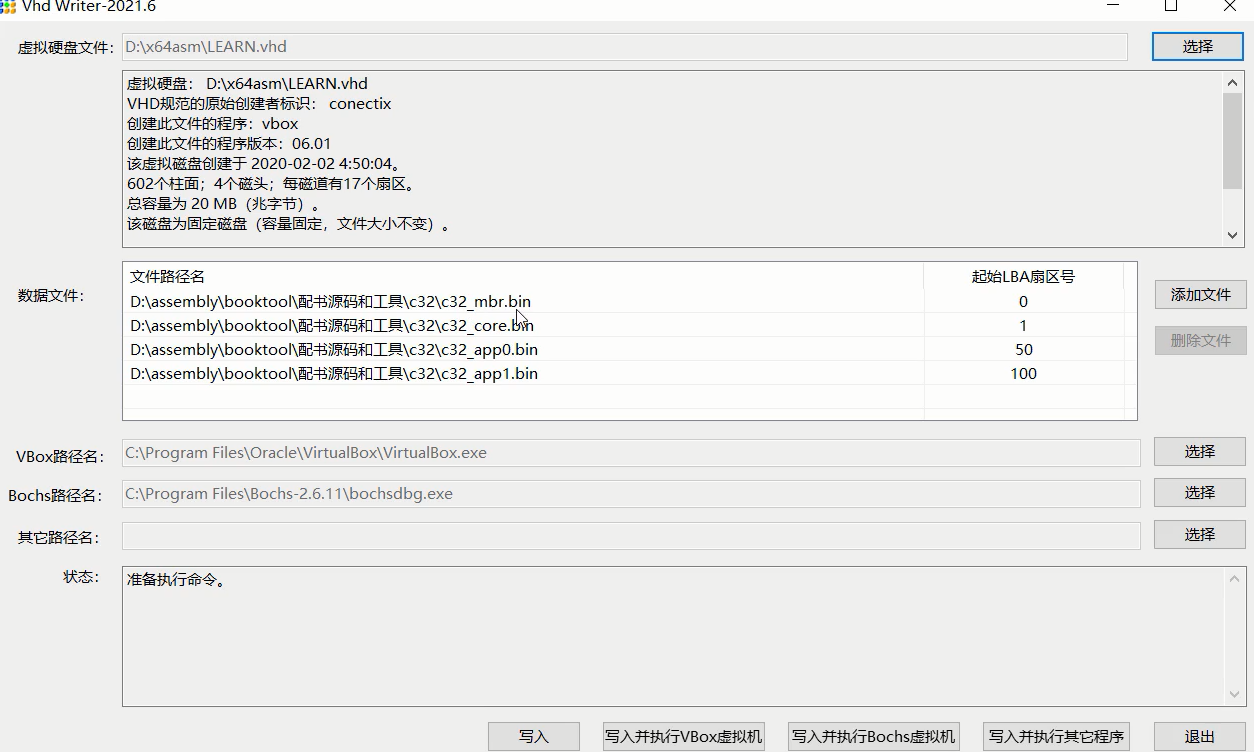 Vhd Writer-2021.6
虚拟硬盘文件： D:\x64asm\LEARN.vhd 选择
虚拟硬盘： D:\x64asm\LEARN.vhd
VHD规范的原始创建者标识： conectix
创建此文件的程序：vbox
创建此文件的程序版本：06.01
该虚拟磁盘创建于 2020-02-02 4:50:04。
602个柱面；4个磁头；每磁道有17个扇区。
总容量为 20 MB（兆字节）。
该磁盘为固定磁盘（容量固定，文件大小不变）。
数据文件：
文件路径名 起始LBA扇区号
D:\assembly\booktool\配书源码和工具\c32\c32_mbr.bin 0
D:\assembly\booktool\配书源码和工具\c32\c32_core.bin 1
D:\assembly\booktool\配书源码和工具\c32\c32_app0.bin 50
D:\assembly\booktool\配书源码和工具\c32\c32_app1.bin 100
添加文件
删除文件
VBox路径名： C:\Program Files\Oracle\VirtualBox\VirtualBox.exe 选择
Bochs路径名： C:\Program Files\Bochs-2.6.11\bochsdbg.exe 选择
其它路径名： 选择
状态： 准备执行命令。
写入 写入并执行VBox虚拟机 写入并执行Bochs虚拟机 写入并执行其它程序 退出